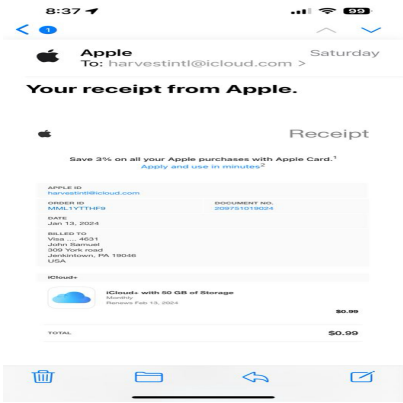 8:37
99
1
Apple
Saturday
To: harvestintl@icloud.com >
Your receipt from Apple.
Receipt
Save 3% on all your Apple purchases with Apple Card.1
Apply and use in minutes2
APPLE ID
harvestintl@icloud.com
ORDER ID
MML1YTTHF9
DOCUMENT NO.
209751019024
DATE
Jan 13, 2024
BILLED TO
Visa .... 4631
John Samuel
309 York road
Jenkintown, PA 19046
USA
iCloud+
iCloud+ with 50 GB of Storage
Monthly
Renews Feb 13, 2024
$0.99
TOTAL
$0.99